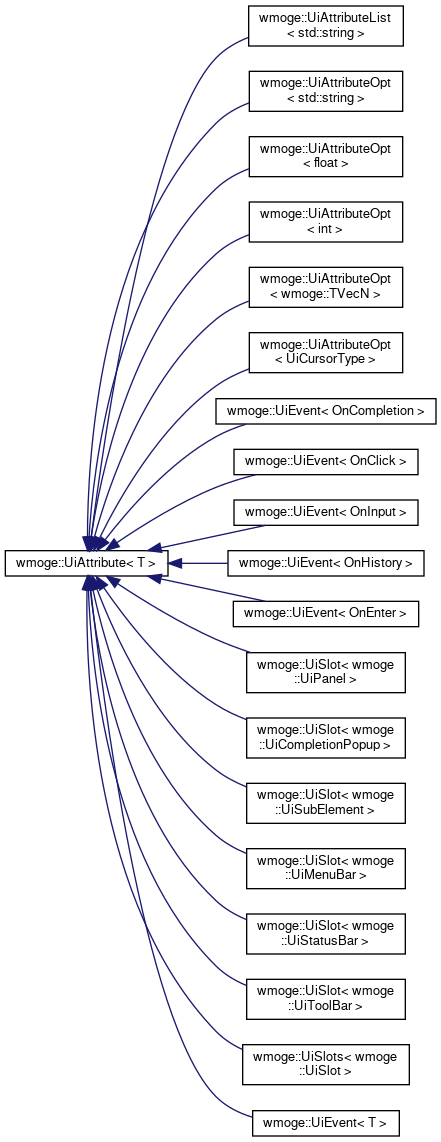 wmoge::UiAttributeList
< std::string >
wmoge::UiAttributeOpt
< std::string >
wmoge::UiAttributeOpt
< float >
wmoge::UiAttributeOpt
< int >
wmoge::UiAttributeOpt
< wmoge::TVecN >
wmoge::UiAttributeOpt
< UiCursorType >
wmoge::UiEvent< OnCompletion >
wmoge::UiEvent< OnClick >
wmoge::UiEvent< OnInput >
wmoge::UiAttribute< T >
wmoge::UiEvent< OnHistory >
wmoge::UiEvent< OnEnter >
wmoge::UiSlot< wmoge
::UiPanel >
wmoge::UiSlot< wmoge
::UiCompletionPopup >
wmoge::UiSlot< wmoge
::UiSubElement >
wmoge::UiSlot< wmoge
::UiMenuBar >
wmoge::UiSlot< wmoge
::UiStatusBar >
wmoge::UiSlot< wmoge
::UiToolBar >
wmoge::UiSlots< wmoge
::UiSlot >
wmoge::UiEvent< T >